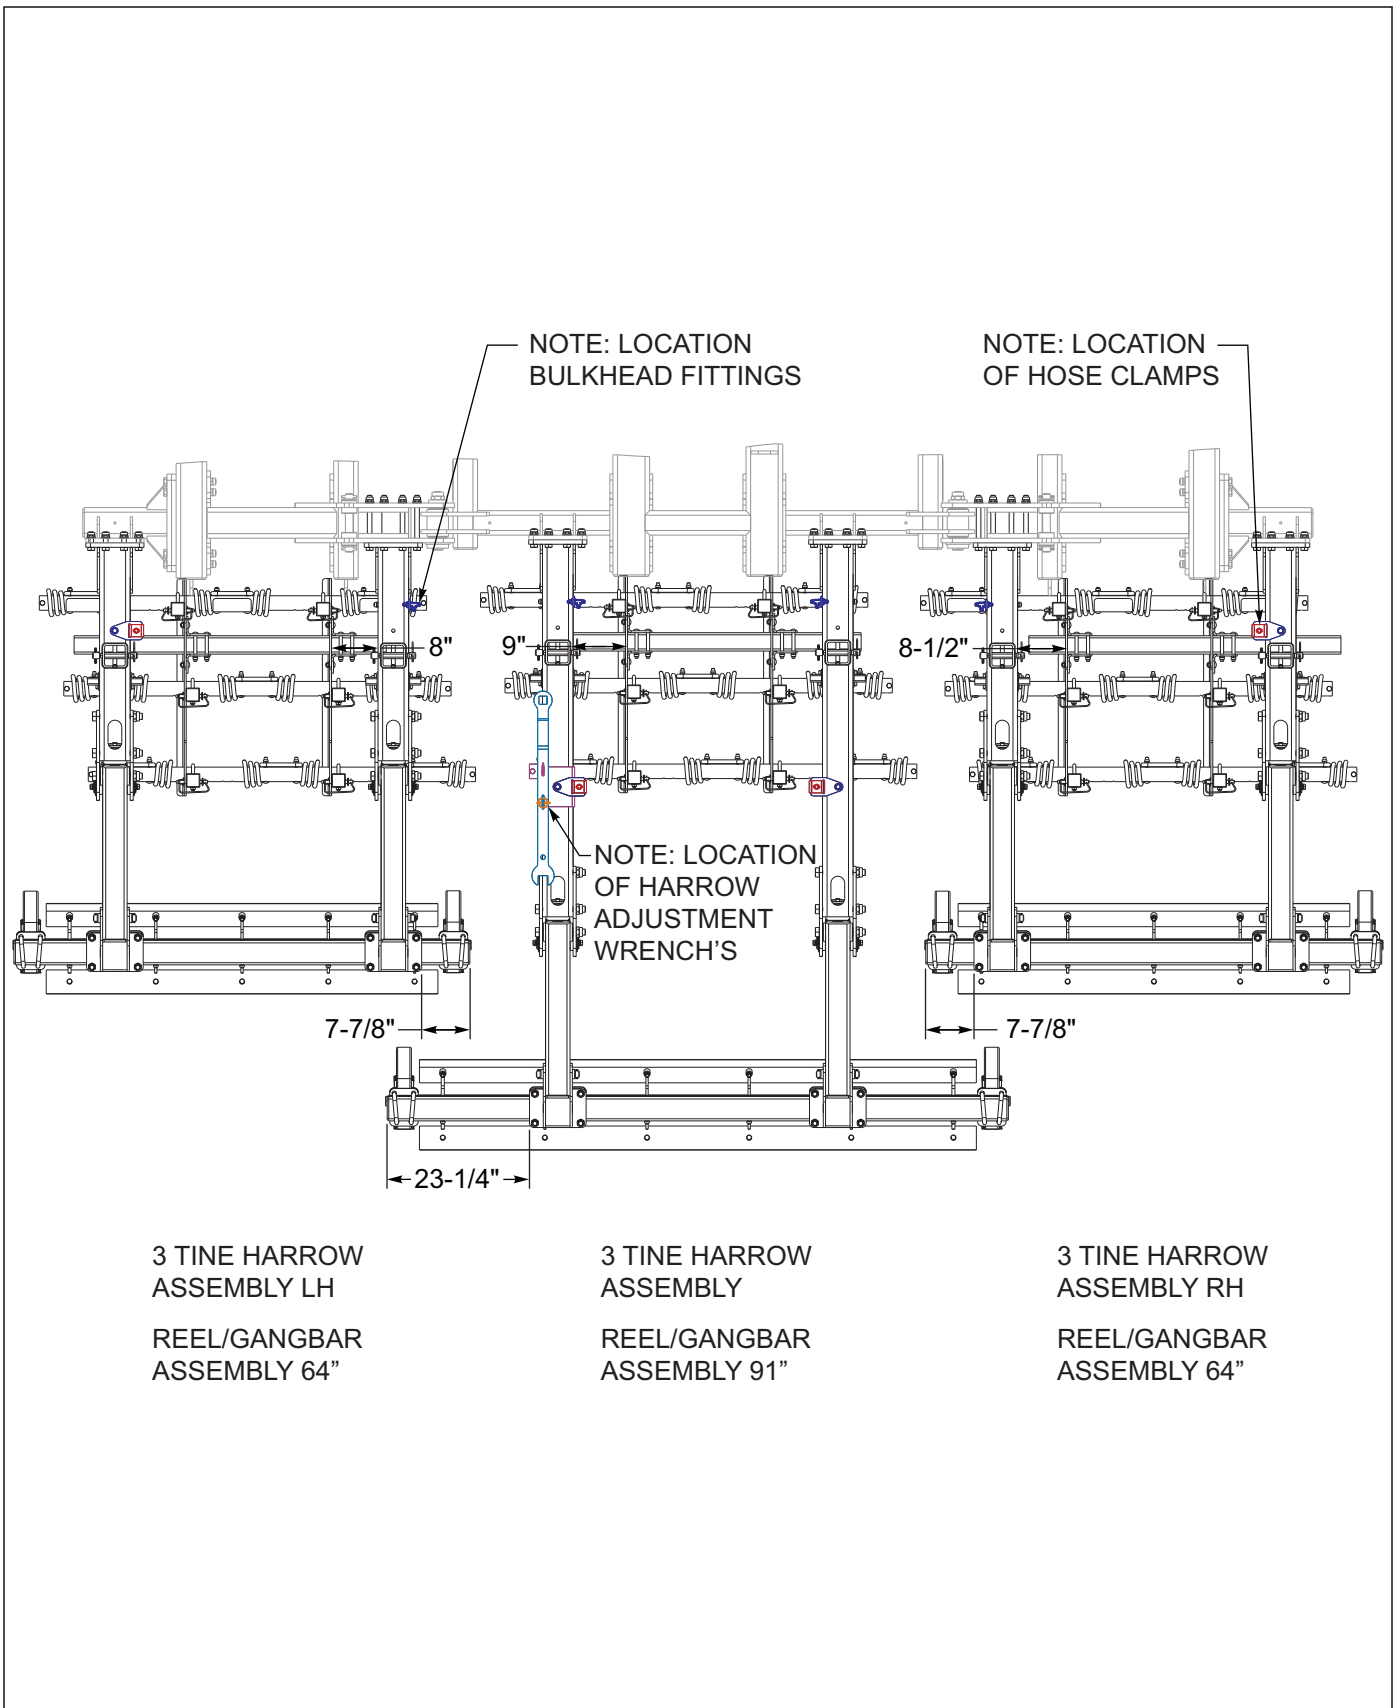 NOTE: LOCATION
BULKHEAD FITTINGS
NOTE: LOCATION
OF HOSE CLAMPS
8"
9"
8-1/2"
NOTE: LOCATION
OF HARROW
ADJUSTMENT
WRENCH'S
7-7/8"
7-7/8"
23-1/4"
3 TINE HARROW
ASSEMBLY LH
REEL/GANGBAR
ASSEMBLY 64”
3 TINE HARROW
ASSEMBLY
REEL/GANGBAR
ASSEMBLY 91”
3 TINE HARROW
ASSEMBLY RH
REEL/GANGBAR
ASSEMBLY 64”